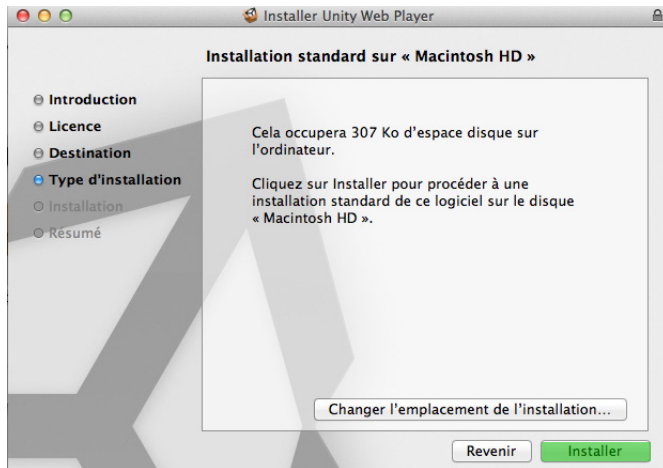 Installer Unity Web Player
Installation standard sur « Macintosh HD »
Introduction
Licence
Destination
Type d'installation
Installation
Résumé
Cela occupera 307 Ko d'espace disque sur
l'ordinateur.
Cliquez sur Installer pour procéder à une
installation standard de ce logiciel sur le disque
« Macintosh HD ».
Changer l'emplacement de l'installation...
Revenir
Installer